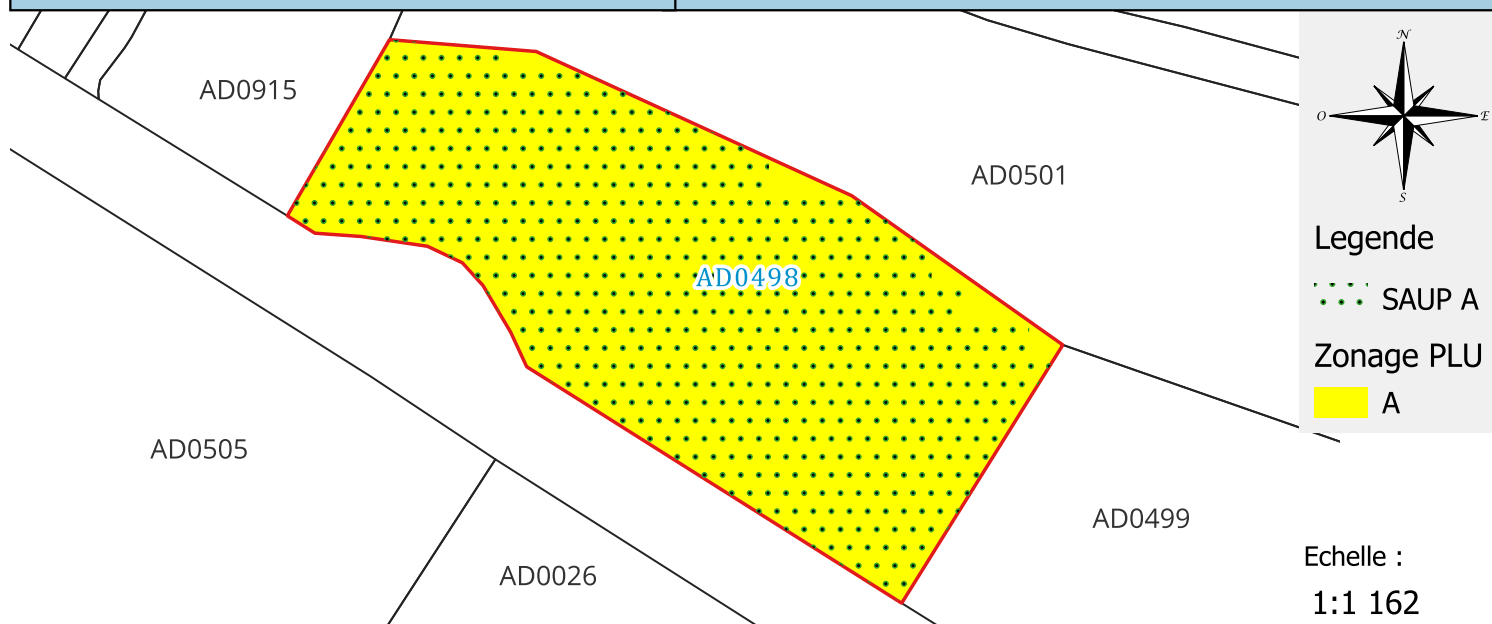 N
O
E
S
AD0915
AD0501
Legende
AD0498
SAUP A
Zonage PLU
A
AD0505
AD0499
AD0026
Echelle :
1:1 162